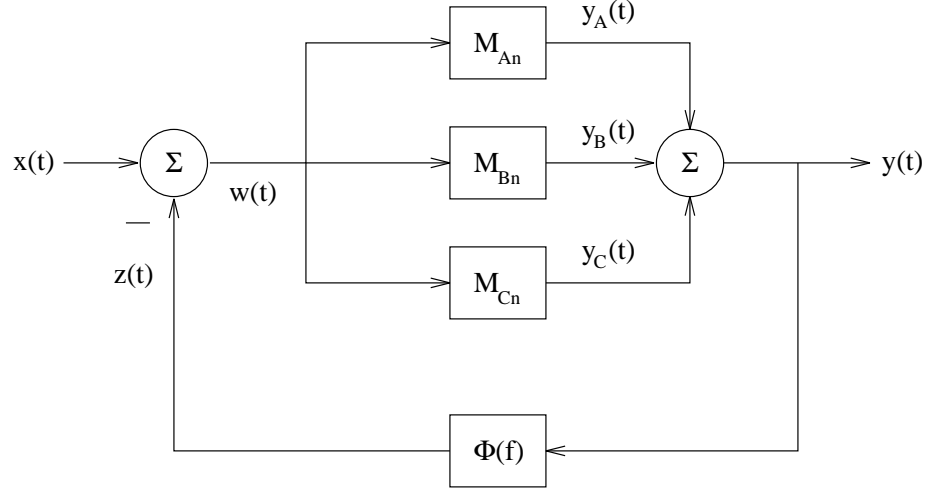 y_A(t)
M_An
x(t)
Σ
w(t)
y_B(t)
M_Bn
Σ
y(t)
—
z(t)
y_C(t)
M_Cn
Φ(f)